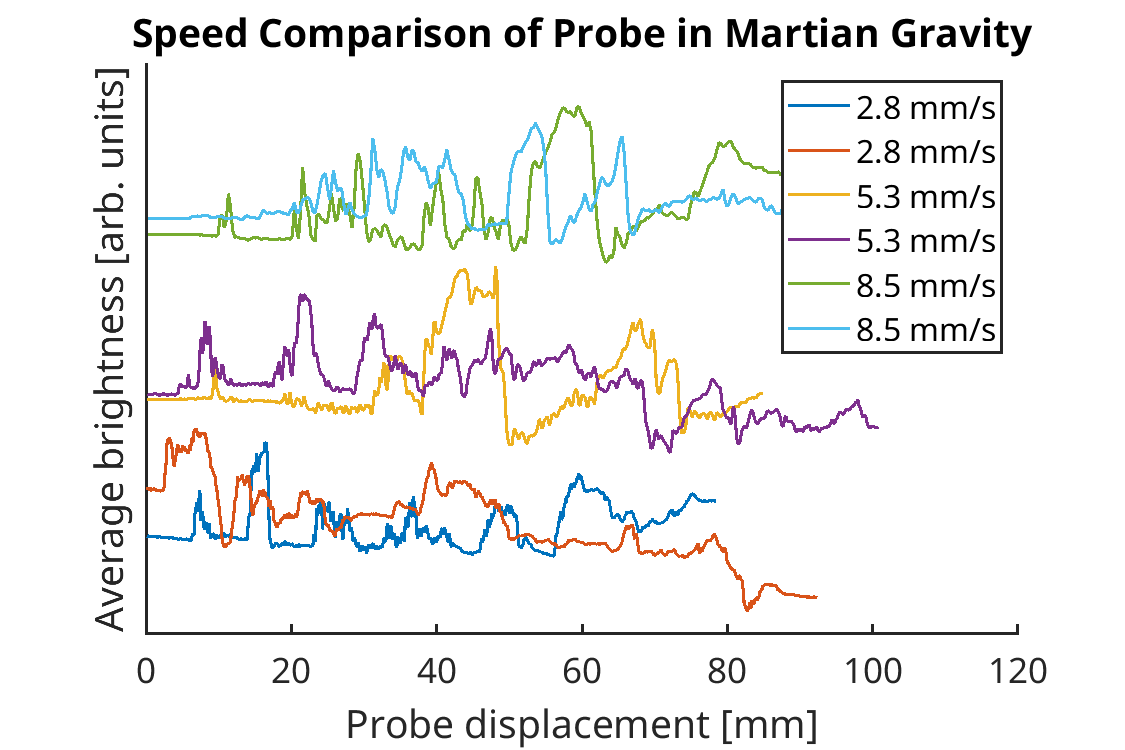 Speed Comparison of Probe in Martian Gravity
Average brightness [arb. units]
2.8 mm/s
2.8 mm/s
5.3 mm/s
5.3 mm/s
8.5 mm/s
8.5 mm/s
0 20 40 60 80 100 120
Probe displacement [mm]